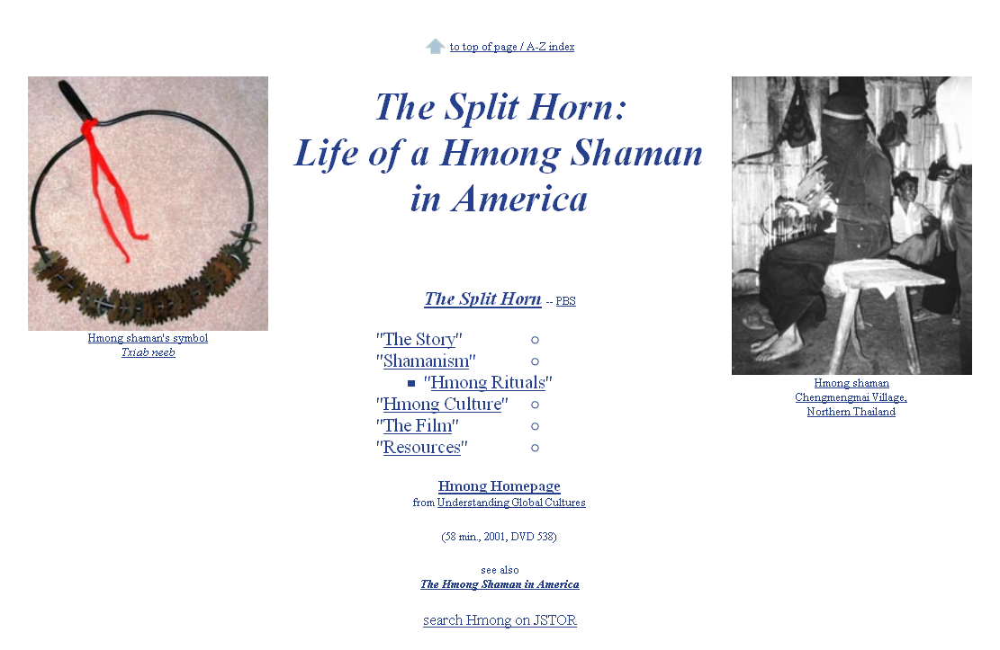 to top of page / A-Z index
The Split Horn:
Life of a Hmong Shaman
in America
Hmong shaman's symbol
Txiab neeb
Hmong shaman
Chengmengmai Village,
Northern Thailand
The Split Horn -- PBS
"The Story"
"Shamanism"
"Hmong Rituals"
"Hmong Culture"
"The Film"
"Resources"
Hmong Homepage
from Understanding Global Cultures
(58 min., 2001, DVD 538)
see also
The Hmong Shaman in America
search Hmong on JSTOR